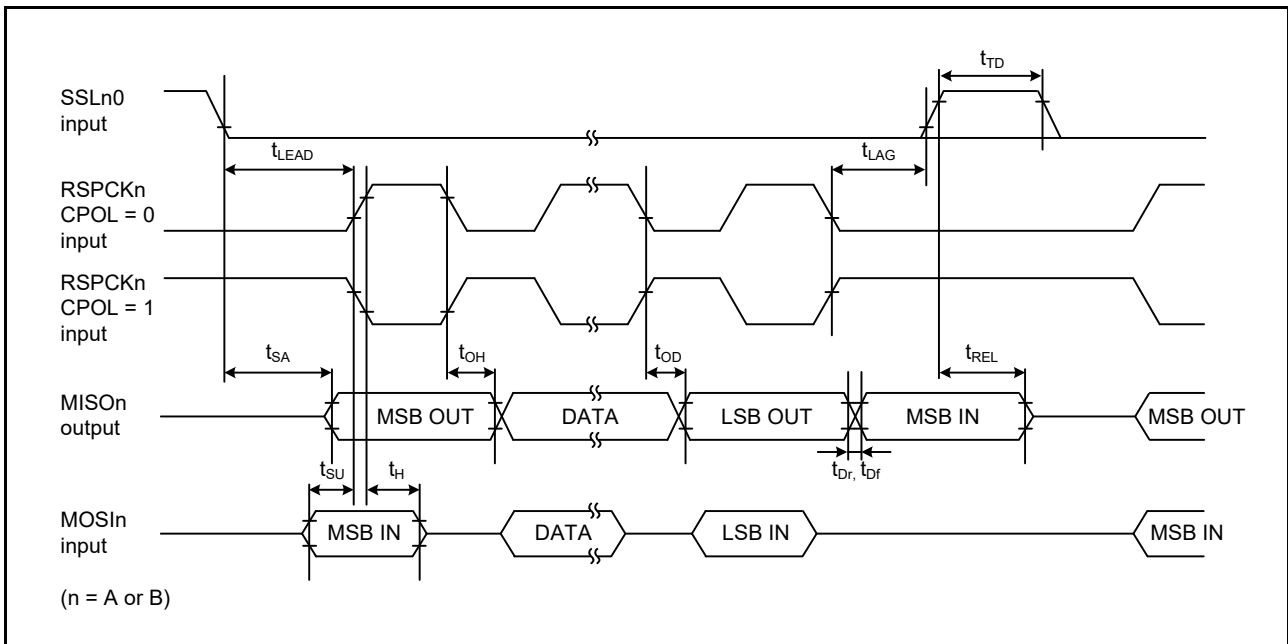 tTD
SSLn0
input
tLEAD
tLAG
RSPCKn
CPOL = 0
input
RSPCKn
CPOL = 1
input
tSA
tOH
tOD
tREL
MISOn
output
MSB OUT
DATA
LSB OUT
MSB IN
MSB OUT
tSU
tH
tDr, tDf
MOSIn
input
MSB IN
DATA
LSB IN
MSB IN
(n = A or B)